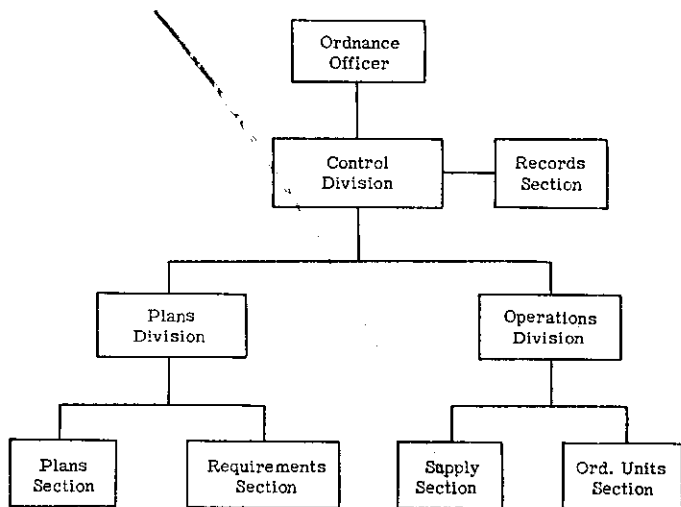 Ordnance
Officer
Control
Division
Records
Section
Plans
Division
Operations
Division
Plans
Section
Requirements
Section
Supply
Section
Ord. Units
Section